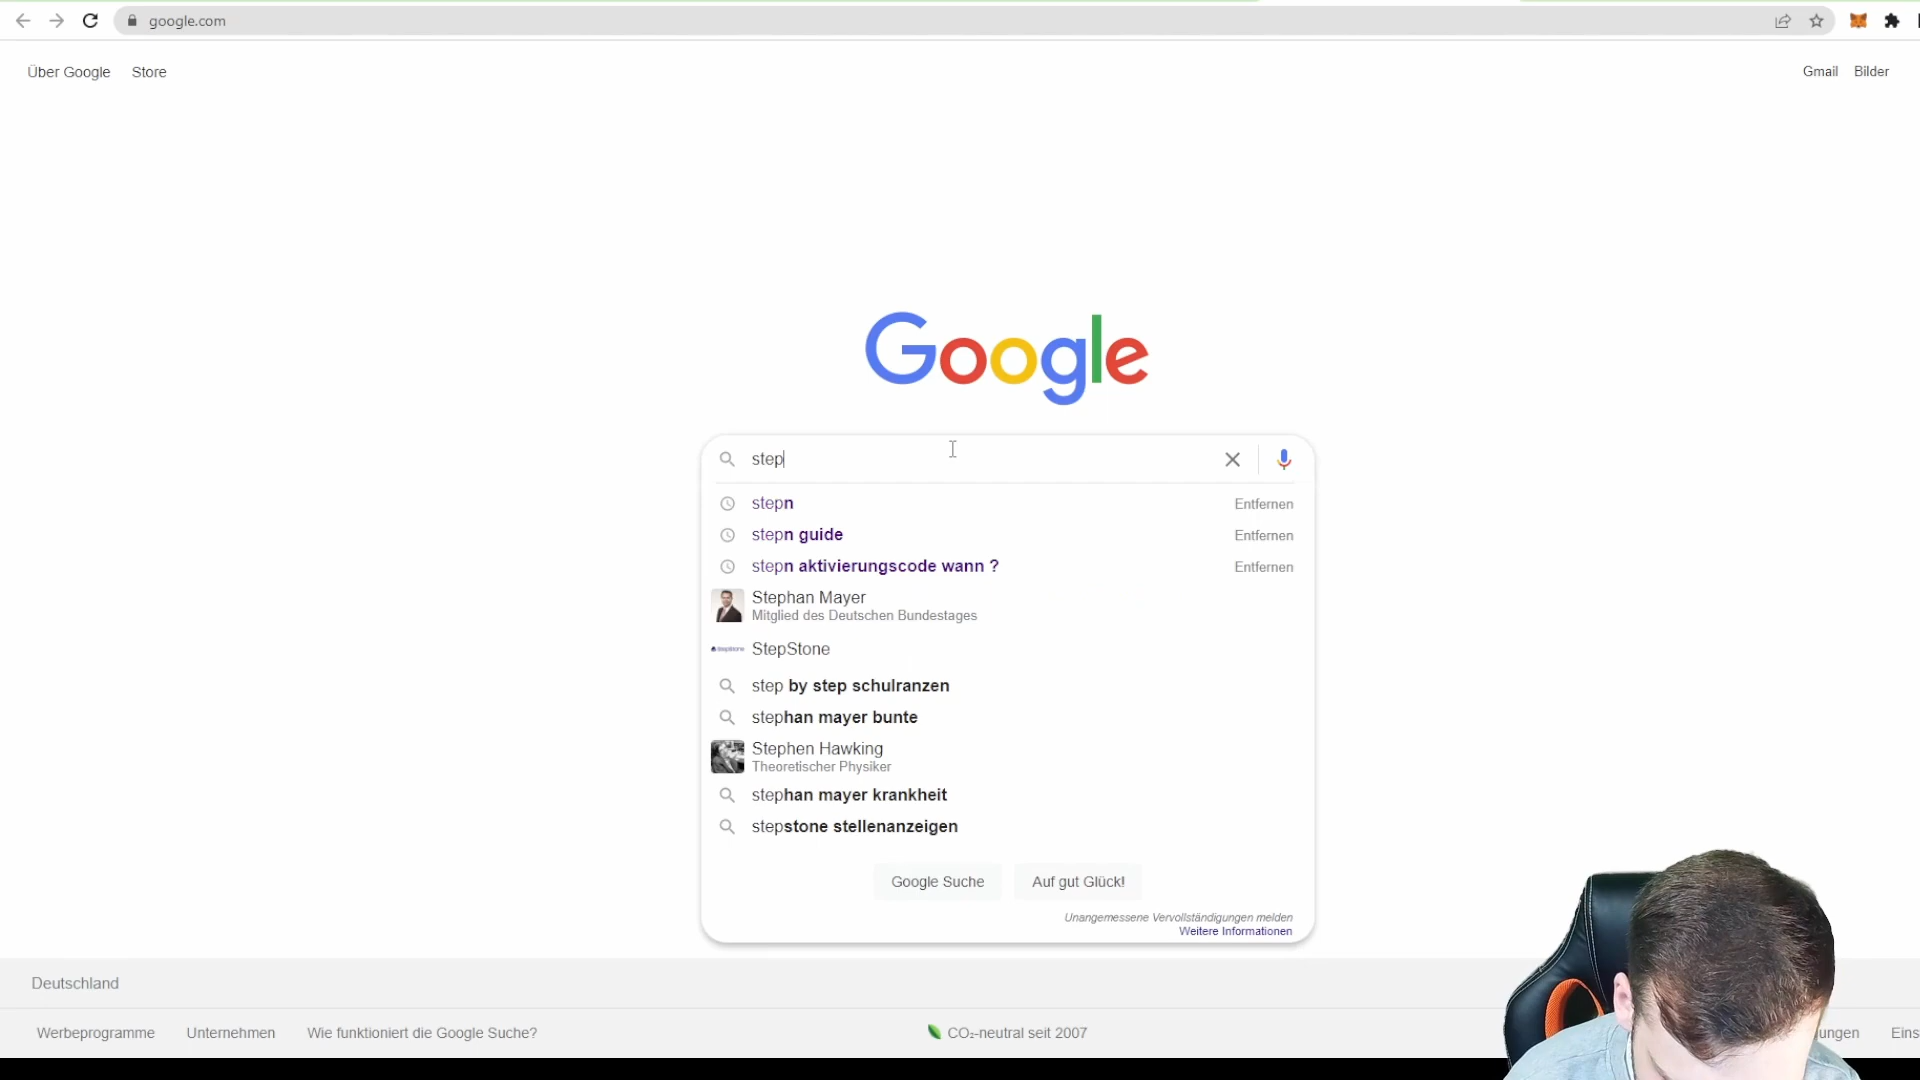 google.com
Über Google Store
Gmail Bilder
Google
step
stepn Entfernen
stepn guide Entfernen
stepn aktivierungscode wann ? Entfernen
Stephan Mayer
Mitglied des Deutschen Bundestages
StepStone
step by step schulranzen
stephan mayer bunte
Stephen Hawking
Theoretischer Physiker
stephan mayer krankheit
stepstone stellenanzeigen
Google Suche Auf gut Glück!
Unangemessene Vervollständigungen melden
Weitere Informationen
Deutschland
Werbeprogramme Unternehmen Wie funktioniert die Google Suche? CO₂-neutral seit 2007 ungen Eins